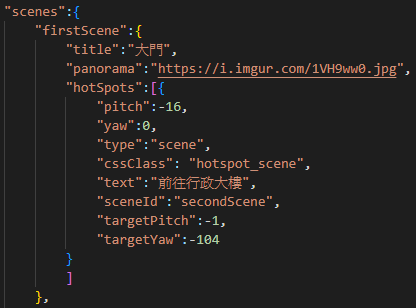 "scenes":{
"firstScene":{
"title":"大門",
"panorama":"https://i.imgur.com/1VH9ww0.jpg",
"hotSpots":[{
"pitch":-16,
"yaw":0,
"type":"scene",
"cssClass": "hotspot_scene",
"text":"前往行政大樓",
"sceneId":"secondScene",
"targetPitch":-1,
"targetYaw":-104
}
]
},